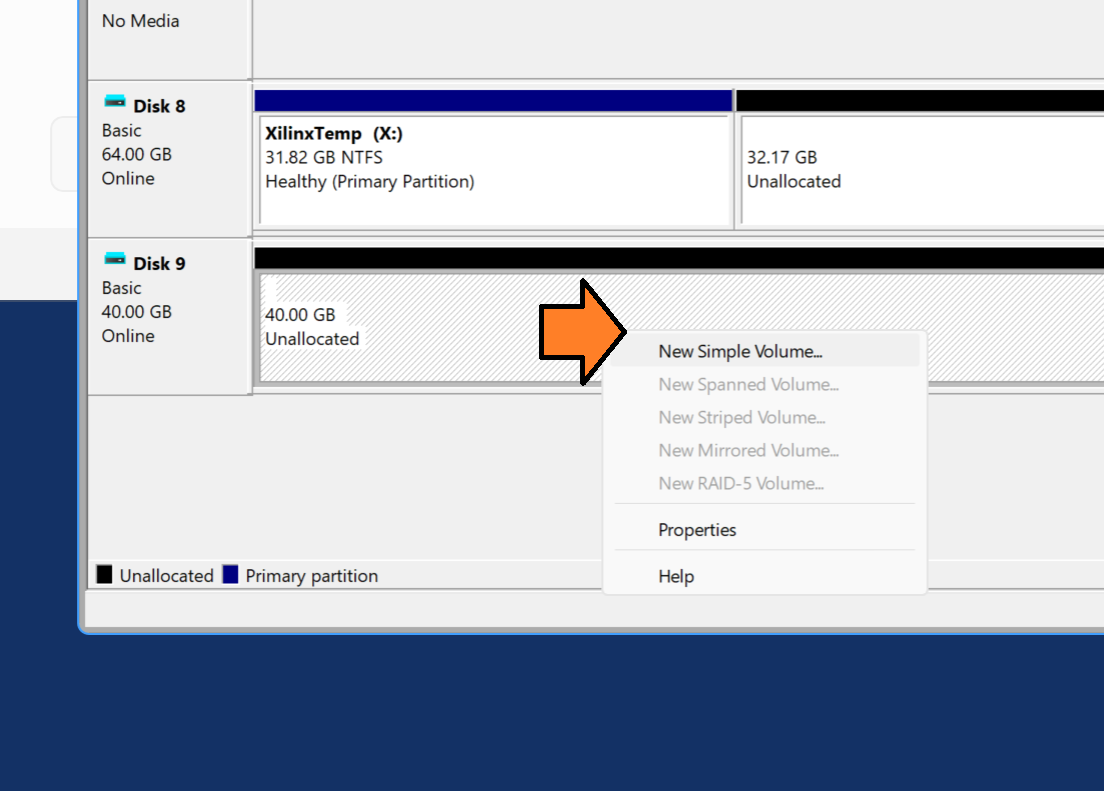 No Media
Disk 8
Basic
64.00 GB
Online
XilinxTemp (X:)
31.82 GB NTFS
Healthy (Primary Partition)
32.17 GB
Unallocated
Disk 9
Basic
40.00 GB
Online
40.00 GB
Unallocated
New Simple Volume...
New Spanned Volume...
New Striped Volume...
New Mirrored Volume...
New RAID-5 Volume...
Properties
Help
Unallocated Primary partition